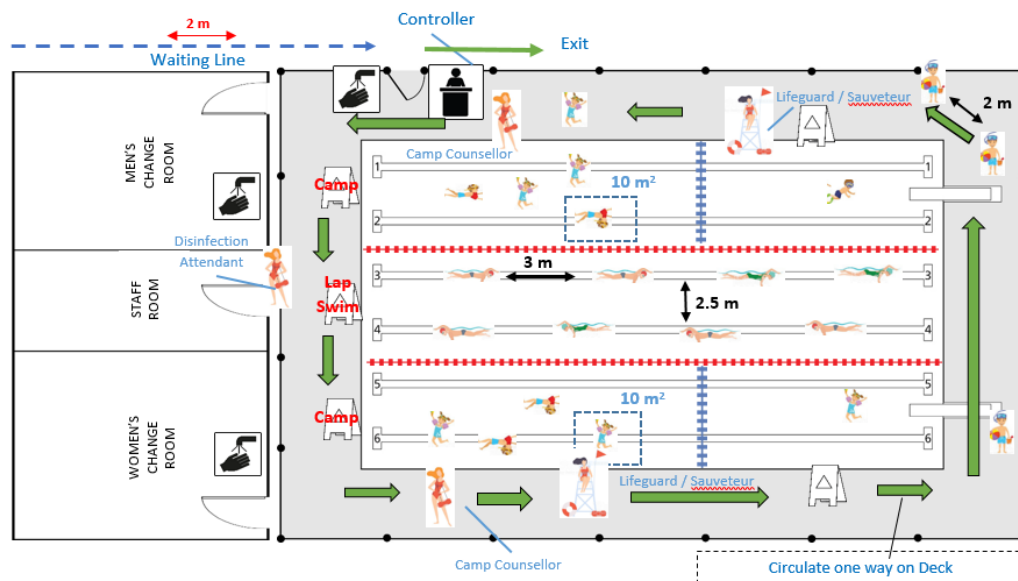 Controller
2 m
Exit
Waiting Line
Lifeguard / Sauveteur
2 m
MEN'S
CHANGE
ROOM
Camp Counsellor
1
1
Camp
10 m²
2
2
Disinfection
Attendant
STAFF
ROOM
3
3 m
3
Lap
Swim
2.5 m
4
4
WOMEN'S
CHANGE
ROOM
5
5
Camp
10 m²
6
6
Lifeguard / Sauveteur
Camp Counsellor
Circulate one way on Deck